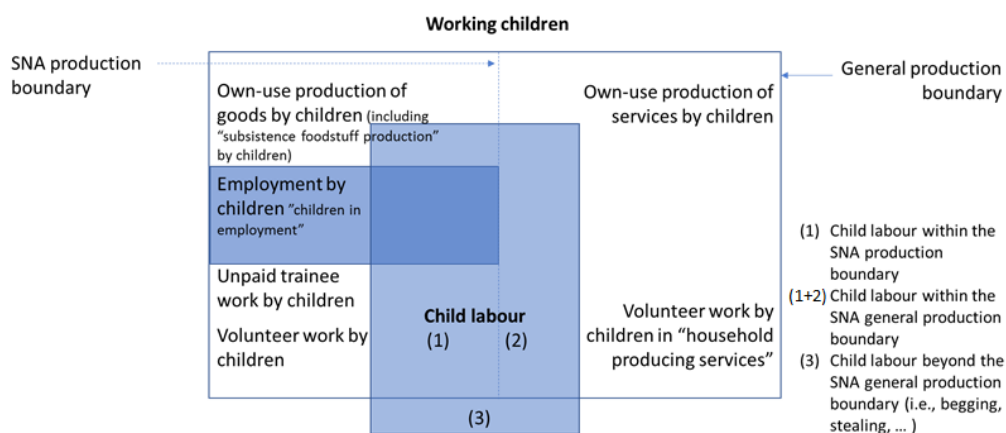 Working children
SNA production
boundary
General production
boundary
Own-use production of
goods by children (including
"subsistence foodstuff production"
by children)
Own-use production of
services by children
Employment by
children "children in
employment"
Unpaid trainee
work by children
Volunteer work by
children
Child labour
(1)
(2)
(3)
Volunteer work by
children in "household
producing services"
(1) Child labour within the
SNA production
boundary
(1+2) Child labour within the
SNA general production
boundary
(3) Child labour beyond the
SNA general production
boundary (i.e., begging,
stealing, ... )